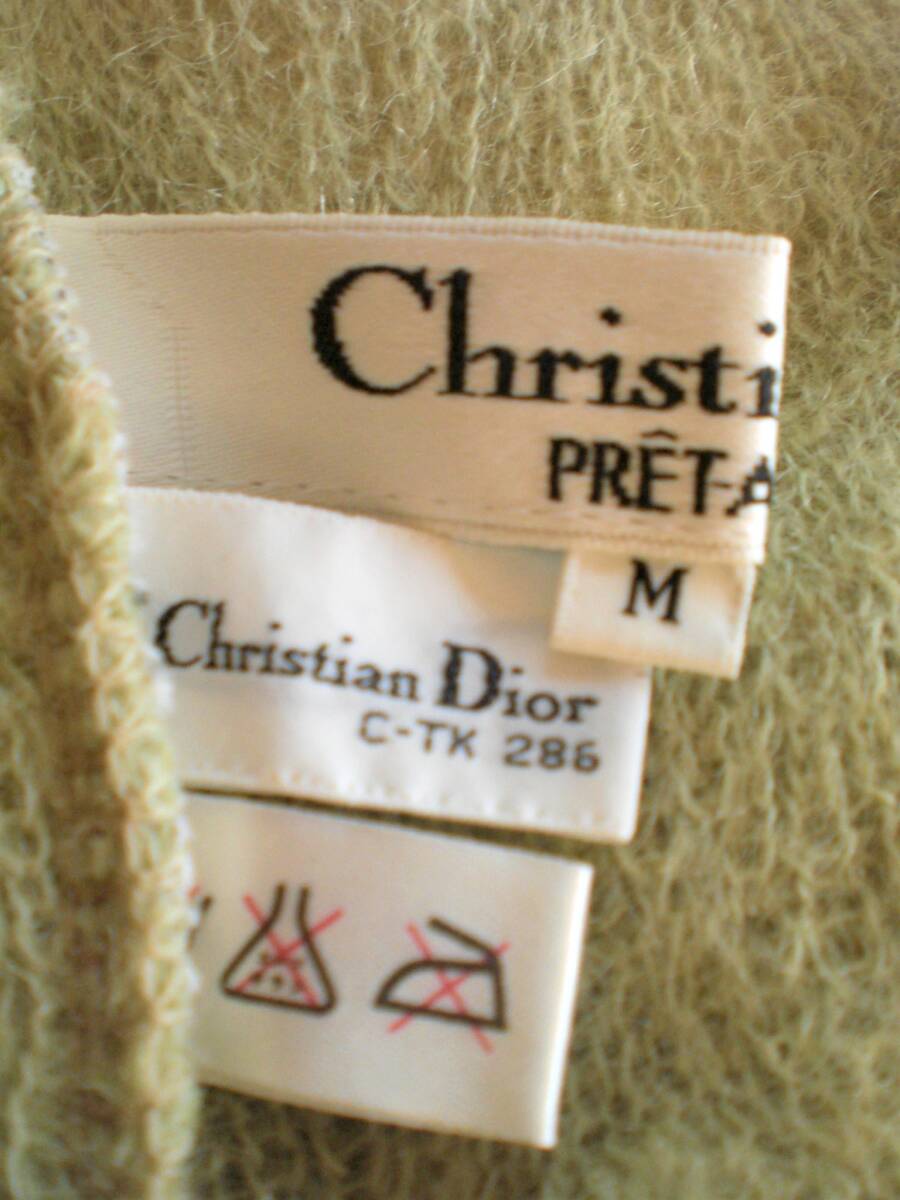 Christi
PRÊT-A
M
Christian Dior
C-TK 286